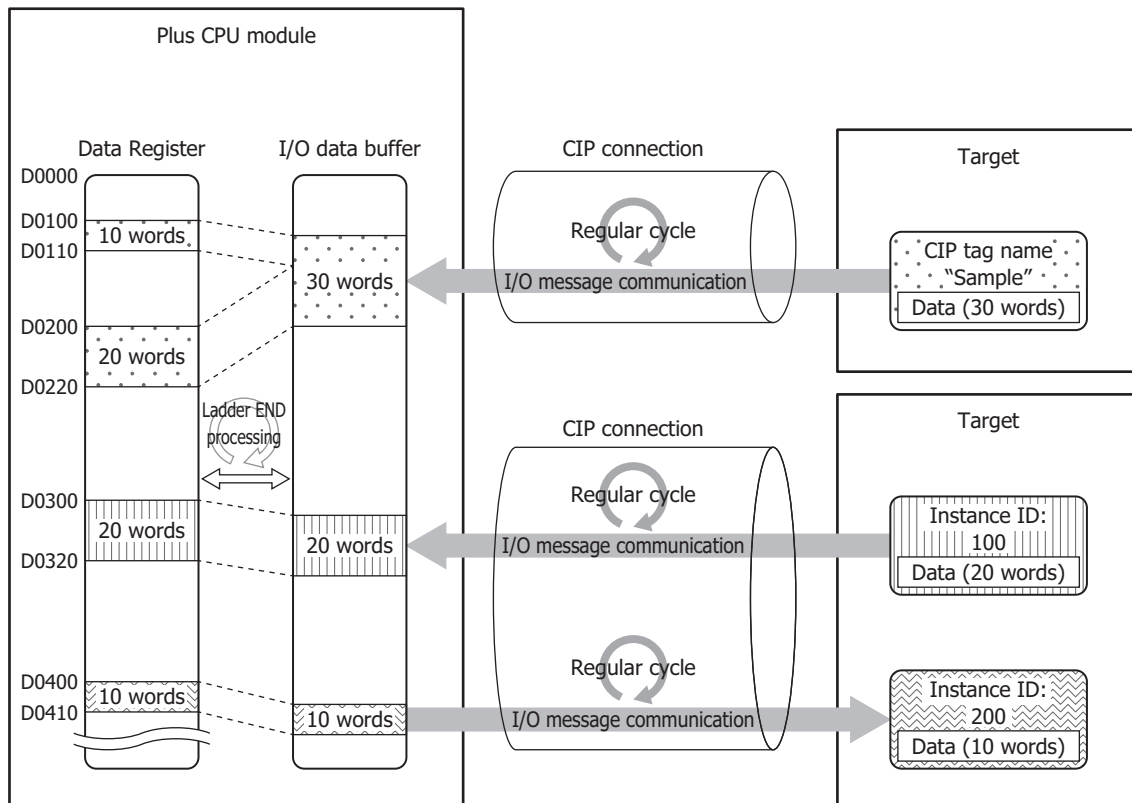 Plus CPU module
Data Register
I/O data buffer
CIP connection
Target
D0000
D0100
10 words
D0110
30 words
Regular cycle
I/O message communication
CIP tag name
“Sample”
Data (30 words)
D0200
20 words
D0220
Ladder END
processing
CIP connection
Target
D0300
20 words
D0320
20 words
Regular cycle
I/O message communication
Instance ID:
100
Data (20 words)
D0400
10 words
D0410
10 words
Regular cycle
I/O message communication
Instance ID:
200
Data (10 words)